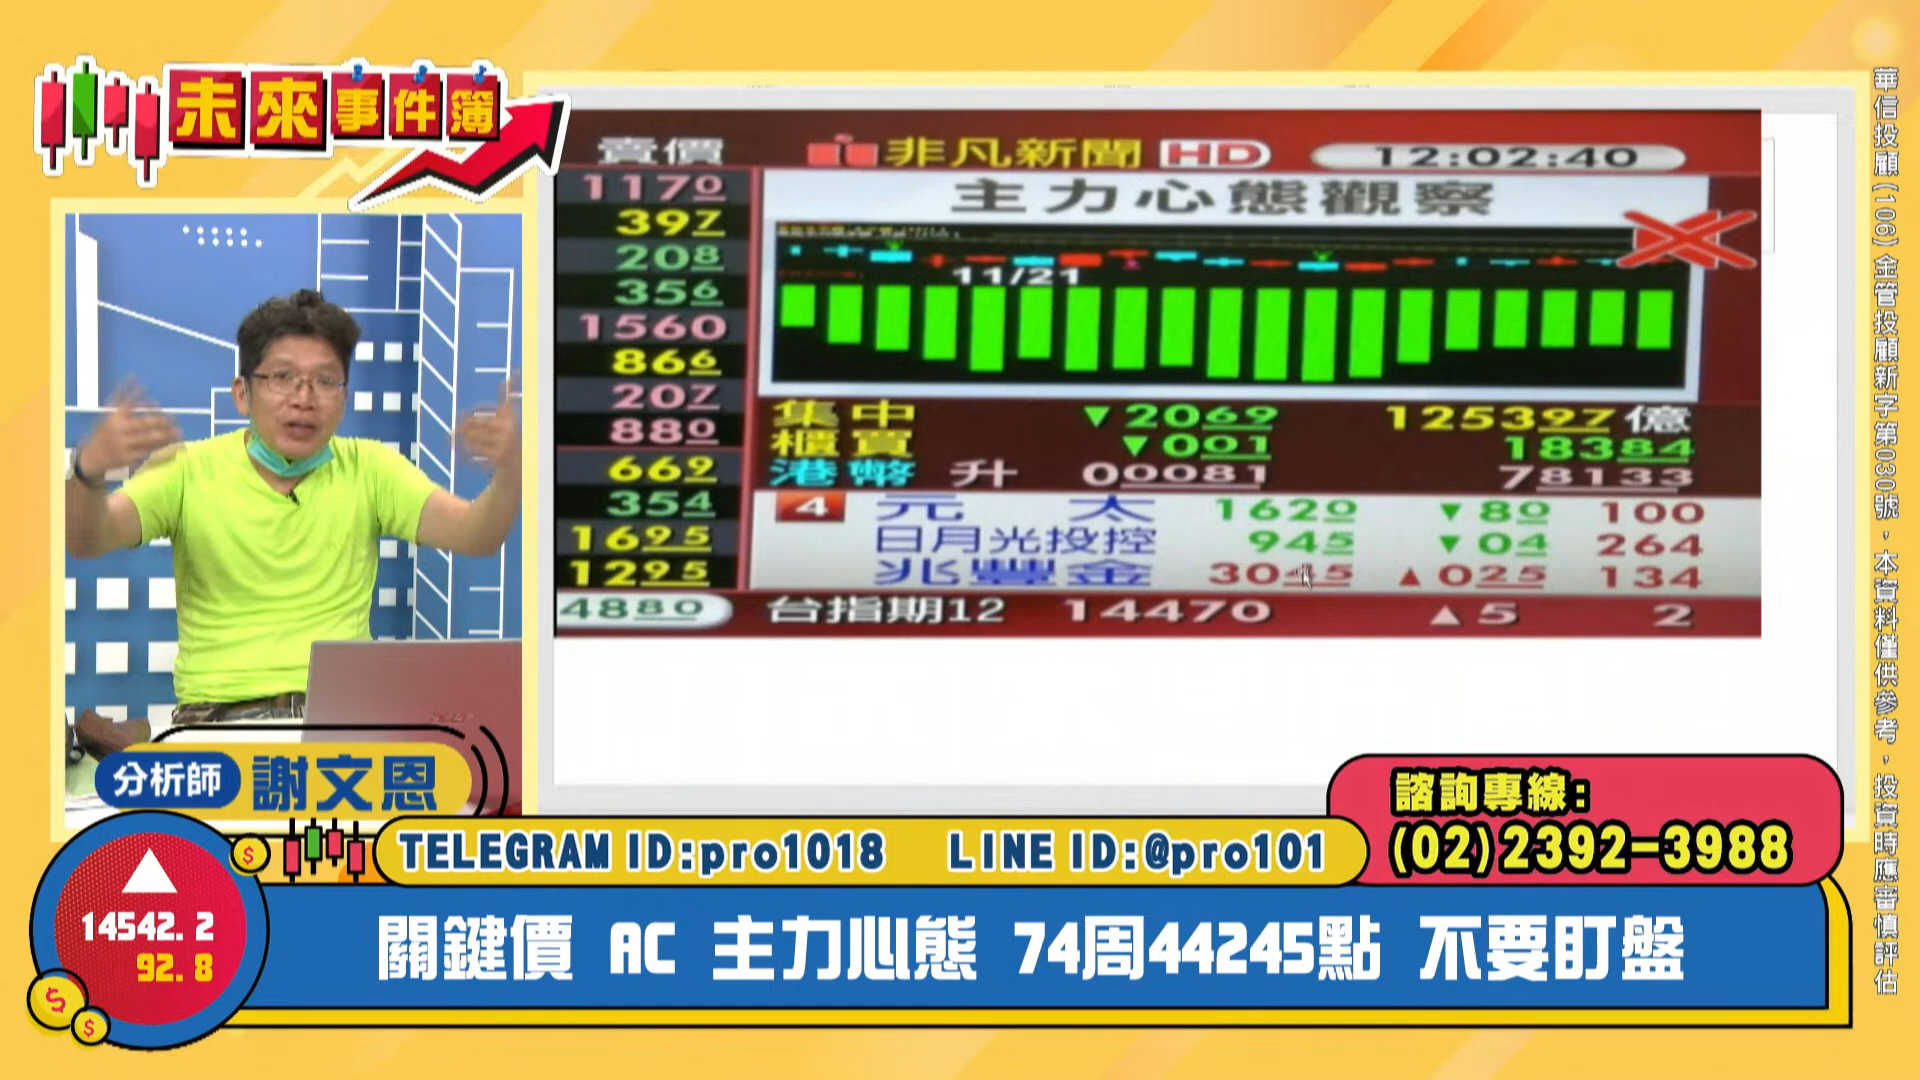 未來事件簿
賣價
非凡新聞 HD
12:02:40
主力心態觀察
11/21
1170
397
208
356
1560
866
207
880
669
354
1695
1295
4880
集中 ▼2069 125397億
櫃買 ▼001 18384
港幣 升 00081 78133
4 元太 1620 ▼80 100
日月光投控 945 ▼04 264
兆豐金 3045 ▲025 134
台指期12 14470 ▲5 2
分析師 謝文恩
諮詢專線:
(02)2392-3988
TELEGRAM ID:pro1018 LINE ID:@pro101
14542.2
92.8
關鍵價 AC 主力心態 74周44245點 不要盯盤
華信投顧(106)金管投顧新字第030號，本資料僅供參考，投資時應審慎評估